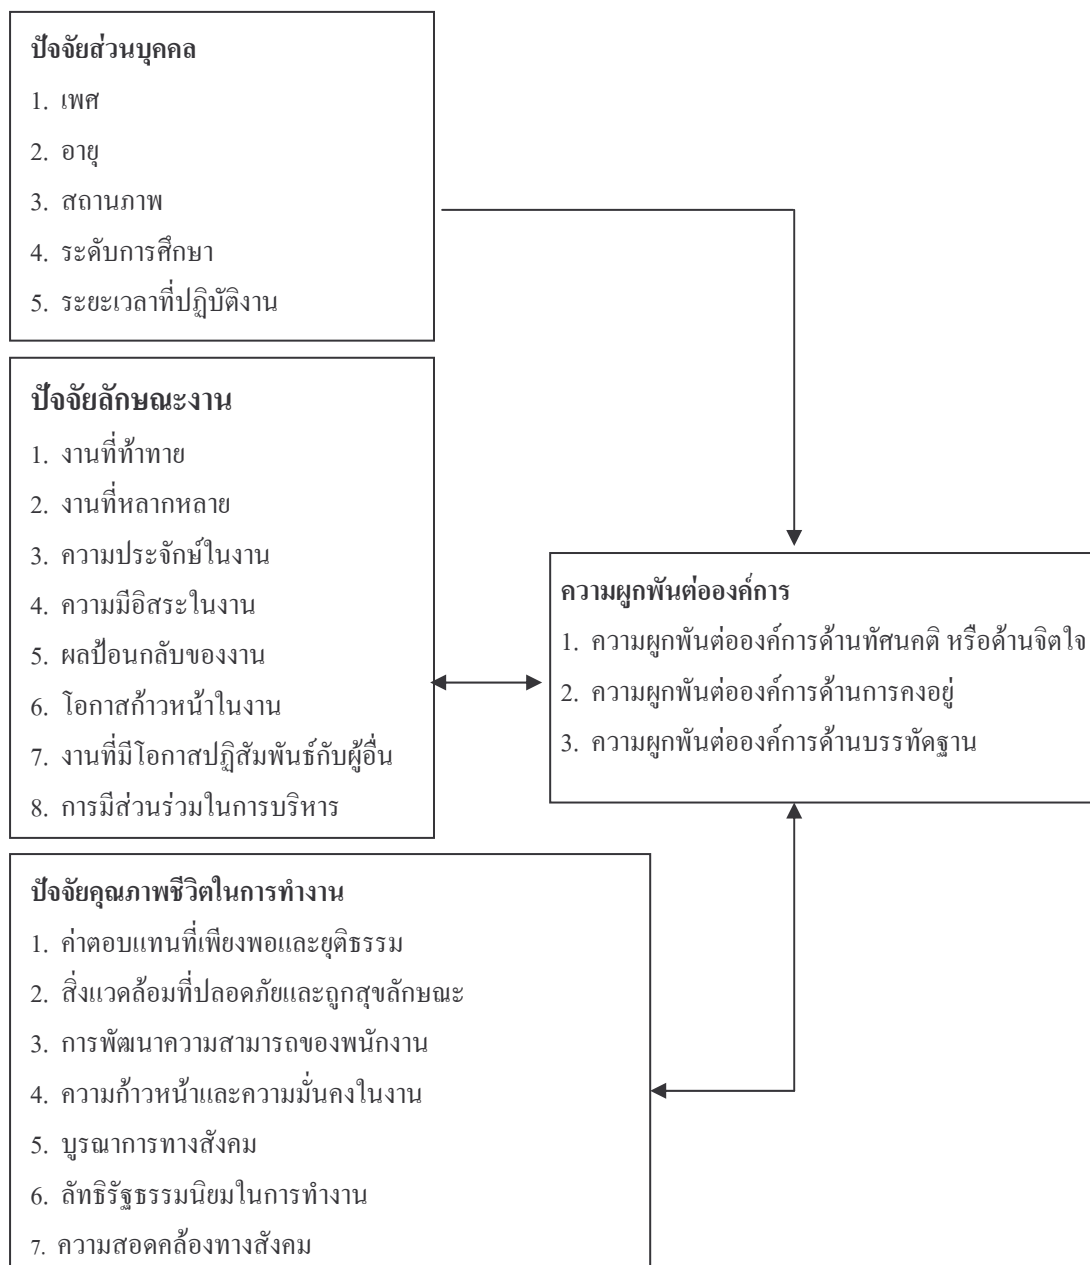 ปัจจัยส่วนบุคคล
1. เพศ
2. อายุ
3. สถานภาพ
4. ระดับการศึกษา
5. ระยะเวลาที่ปฏิบัติงาน
ปัจจัยลักษณะงาน
1. งานที่ท้าทาย
2. งานที่หลากหลาย
3. ความประจักษ์ในงาน
4. ความมีอิสระในงาน
5. ผลป้อนกลับของงาน
6. โอกาสก้าวหน้าในงาน
7. งานที่มีโอกาสปฏิสัมพันธ์กับผู้อื่น
8. การมีส่วนร่วมในการบริหาร
ความผูกพันต่อองค์การ
1. ความผูกพันต่อองค์การด้านทัศนคติ หรือด้านจิตใจ
2. ความผูกพันต่อองค์การด้านการคงอยู่
3. ความผูกพันต่อองค์การด้านบรรทัดฐาน
ปัจจัยคุณภาพชีวิตในการทำงาน
1. ค่าตอบแทนที่เพียงพอและยุติธรรม
2. สิ่งแวดล้อมที่ปลอดภัยและถูกสุขลักษณะ
3. การพัฒนาความสามารถของพนักงาน
4. ความก้าวหน้าและความมั่นคงในงาน
5. บูรณาการทางสังคม
6. ลัทธิรัฐธรรมนิยมในการทำงาน
7. ความสอดคล้องทางสังคม